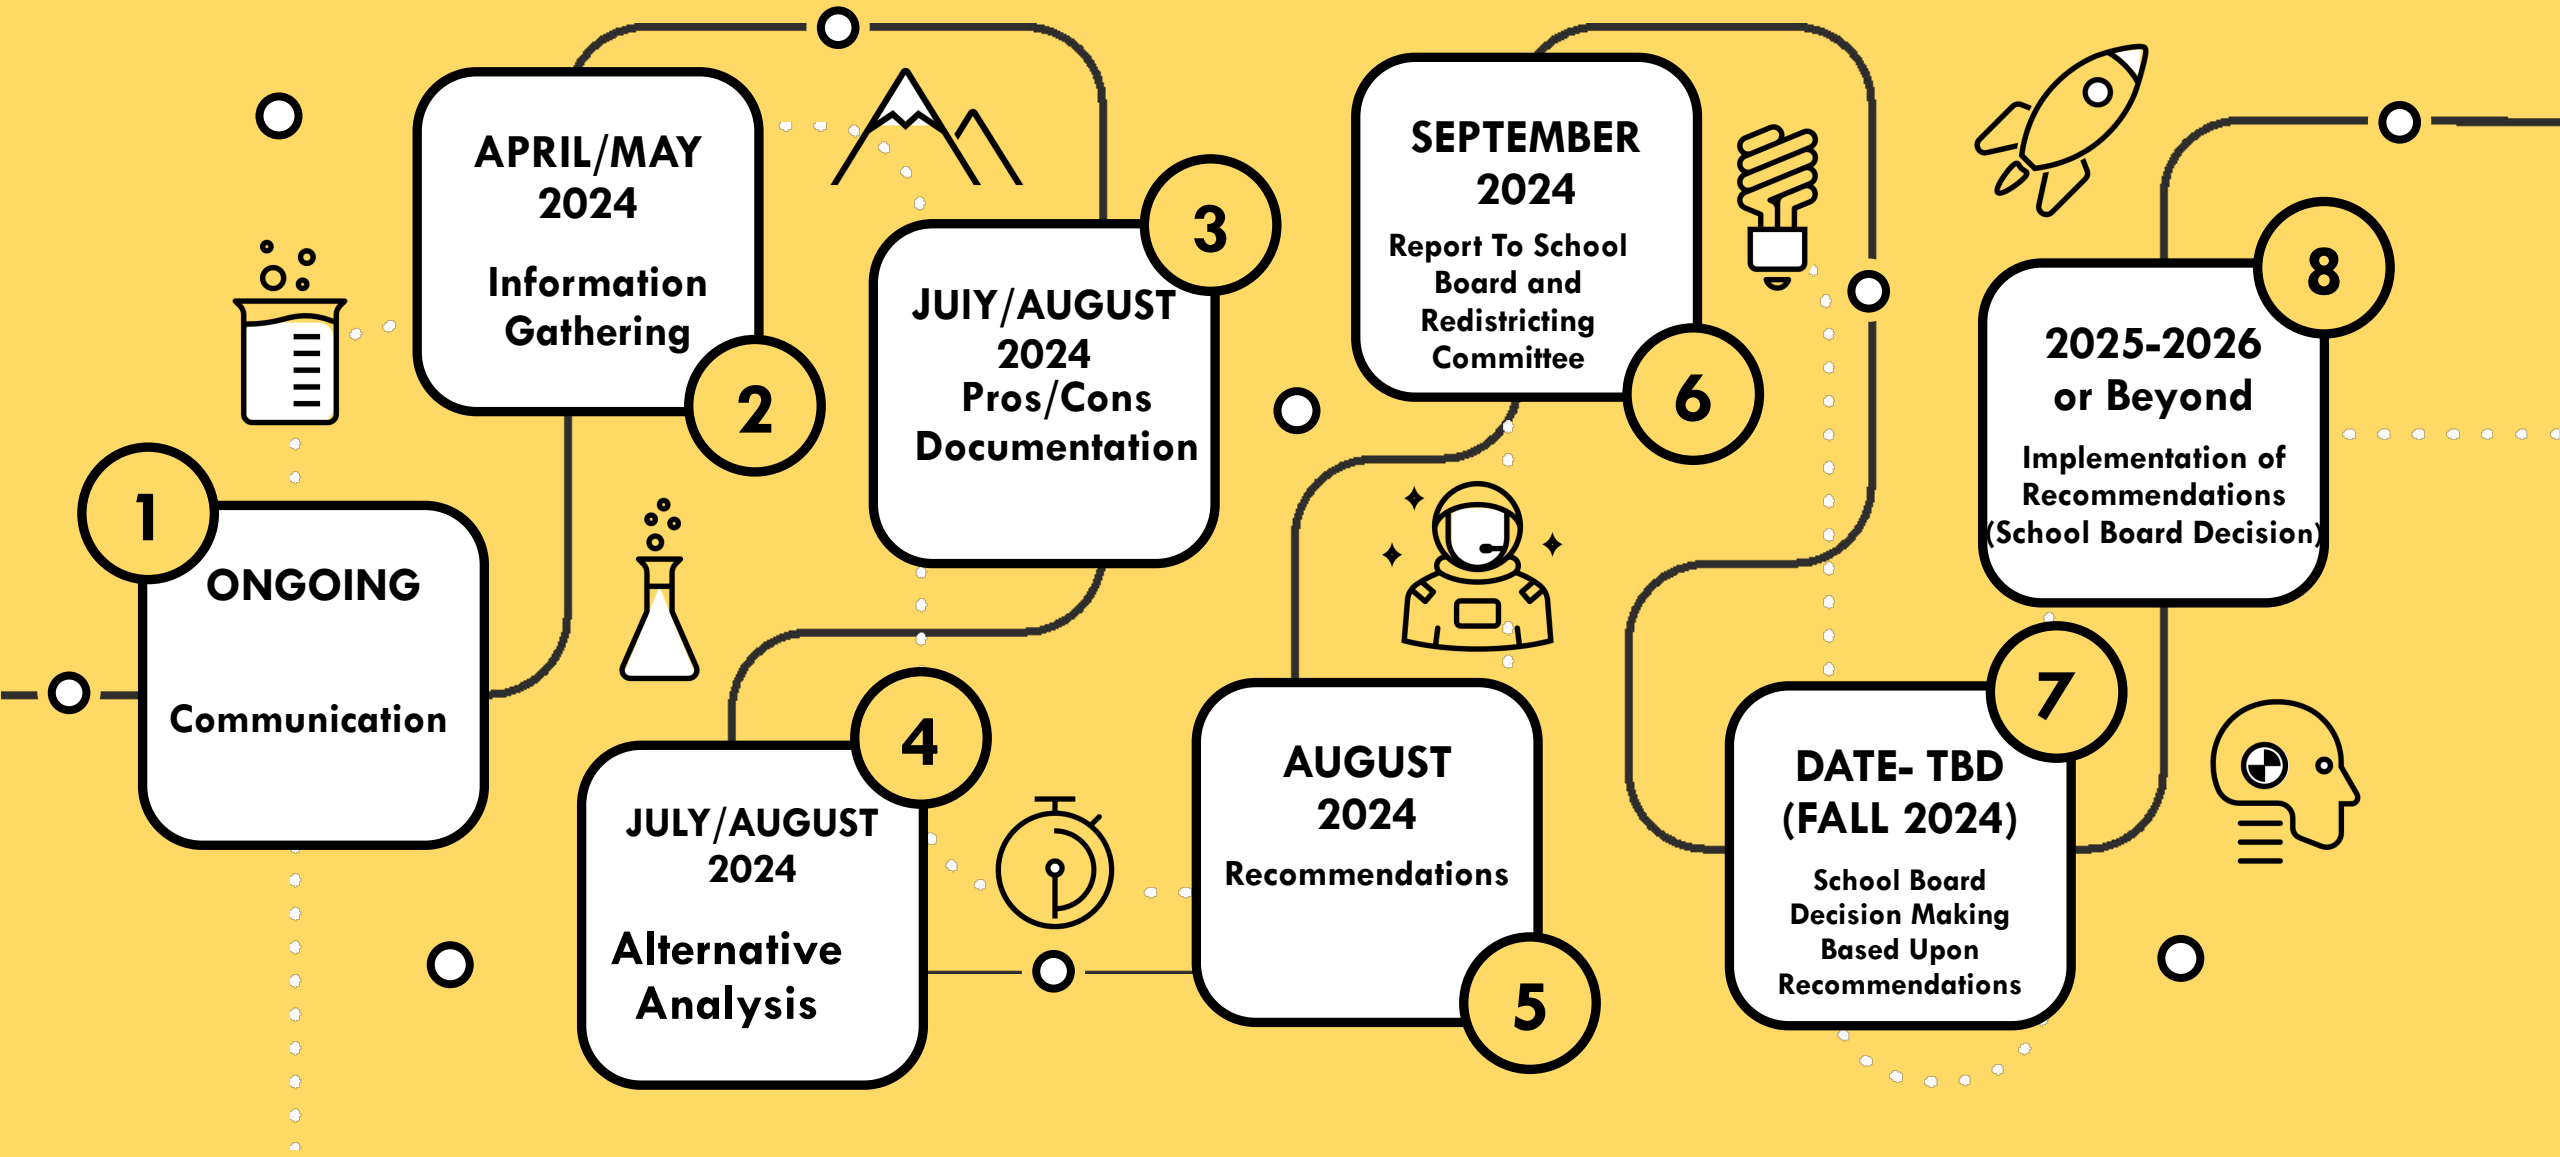 1
ONGOING
Communication
APRIL/MAY
2024
Information
Gathering
2
3
JUIY/AUGUST
2024
Pros/Cons
Documentation
4
JULY/AUGUST
2024
Alternative
Analysis
AUGUST
2024
Recommendations
5
SEPTEMBER
2024
Report To School
Board and
Redistricting
Committee
6
7
DATE- TBD
(FALL 2024)
School Board
Decision Making
Based Upon
Recommendations
8
2025-2026
or Beyond
Implementation of
Recommendations
(School Board Decision)